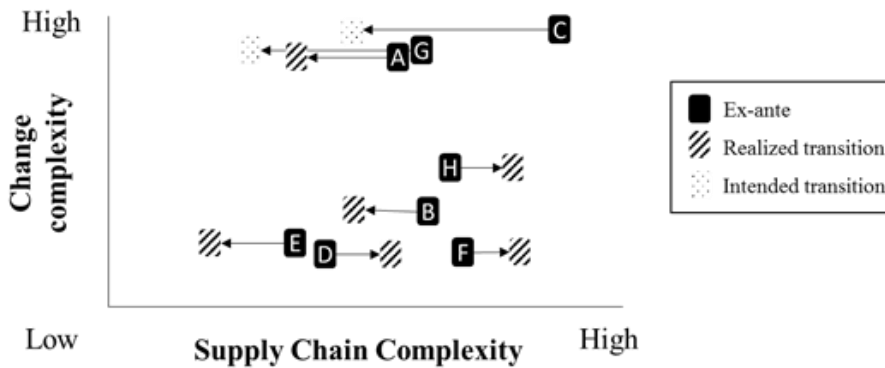 High
Change
complexity
C
G
A
H
B
E
D
F
Ex-ante
Realized transition
Intended transition
Low
Supply Chain Complexity
High